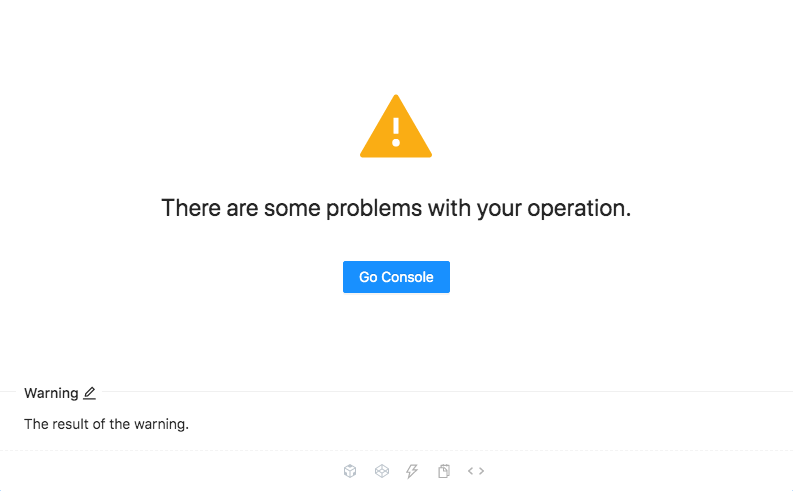 There are some problems with your operation.
Go Console
Warning
The result of the warning.